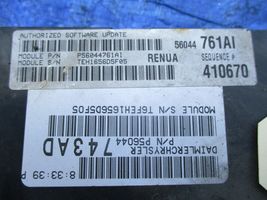 AUTHORIZED SOFTWARE UPDATE
MODULE P/N P56044761AI
MODULE S/N TEH1656D5F05
56044 761AI
RENUA SEQUENCE # 410670
MODULE S/N T6FEH1656D5F05
743AD
P/N P56044
DAIMLERCHRYSLER
8:33:39 P